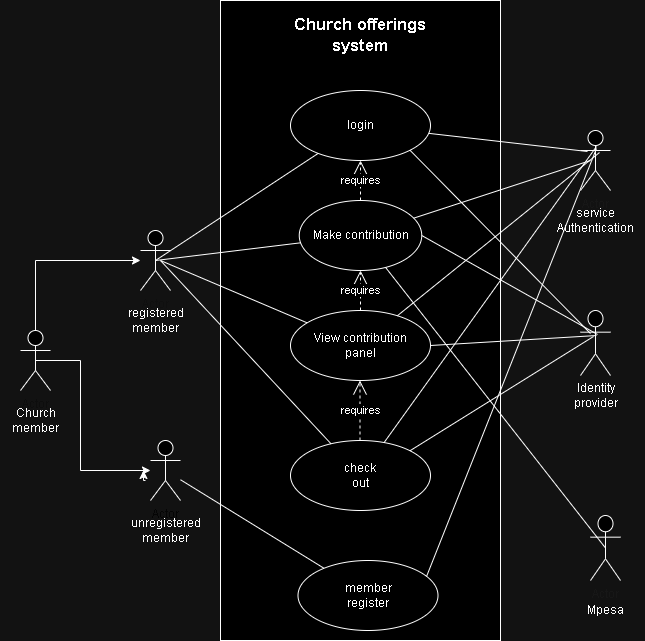 Church offerings
system
login
requires
Make contribution
requires
View contribution
panel
requires
check
out
member
register
registered
member
Church
member
Actor
unregistered
member
service
Authentication
Identity
provider
Mpesa